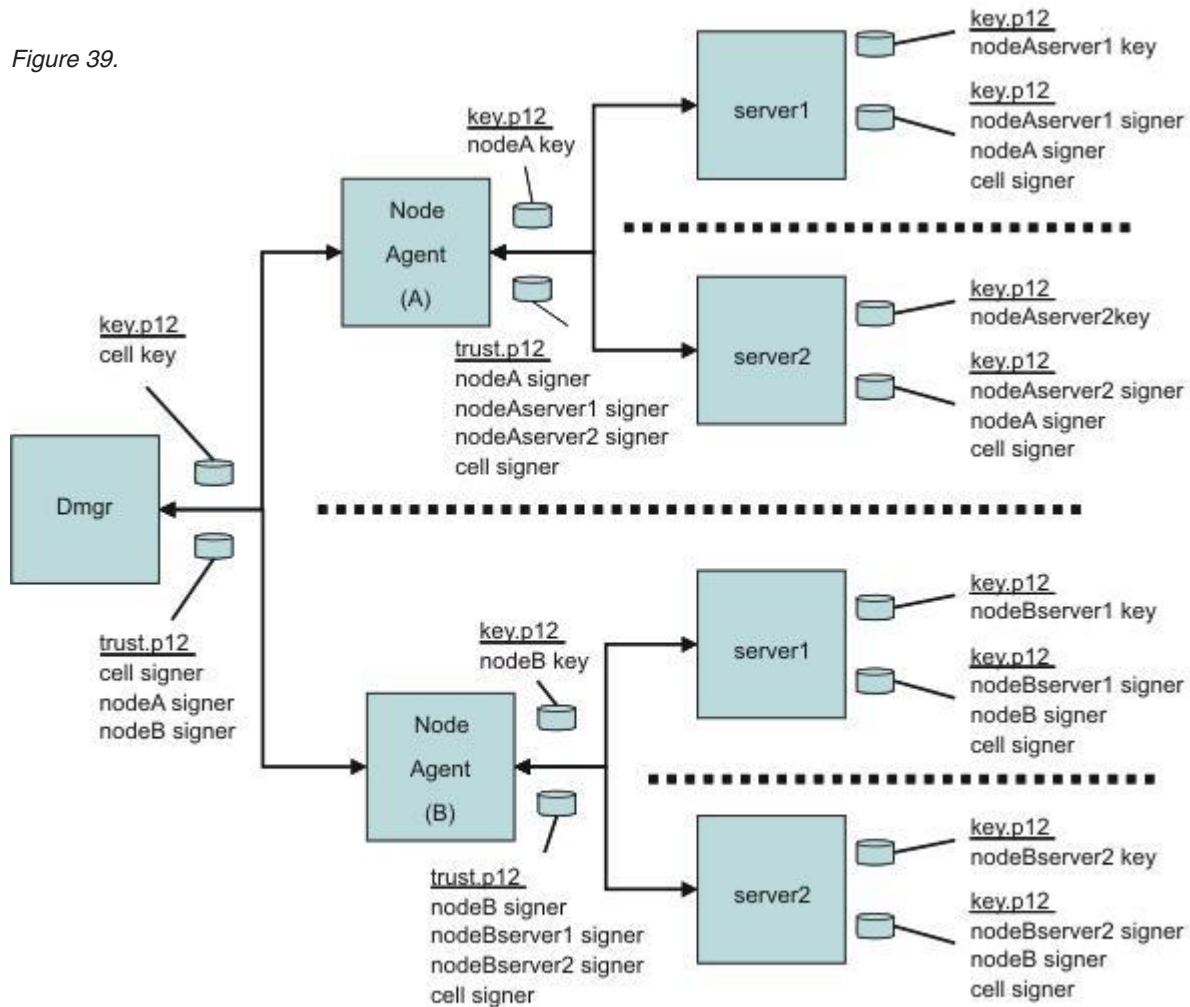 Figure 39.
key.p12
nodeAserver1 key
server1
key.p12
nodeAserver1 signer
nodeA signer
cell signer
key.p12
nodeA key
Node
Agent
(A)
trust.p12
nodeA signer
nodeAserver1 signer
nodeAserver2 signer
cell signer
server2
key.p12
nodeAserver2key
key.p12
nodeAserver2 signer
nodeA signer
cell signer
key.p12
cell key
Dmgr
trust.p12
cell signer
nodeA signer
nodeB signer
key.p12
nodeB key
Node
Agent
(B)
trust.p12
nodeB signer
nodeBserver1 signer
nodeBserver2 signer
cell signer
server1
key.p12
nodeBserver1 key
key.p12
nodeBserver1 signer
nodeB signer
cell signer
server2
key.p12
nodeBserver2 key
key.p12
nodeBserver2 signer
nodeB signer
cell signer